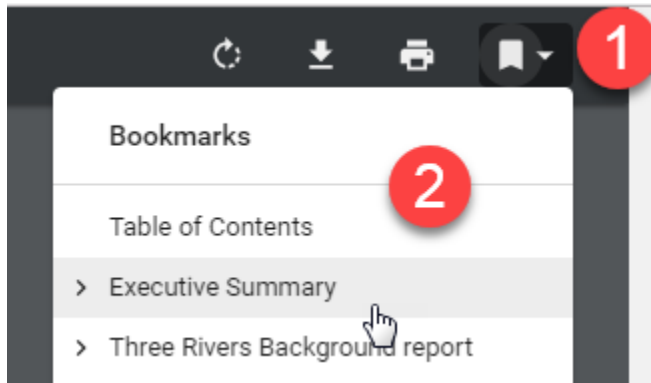 1
Bookmarks
2
Table of Contents
Executive Summary
Three Rivers Background report